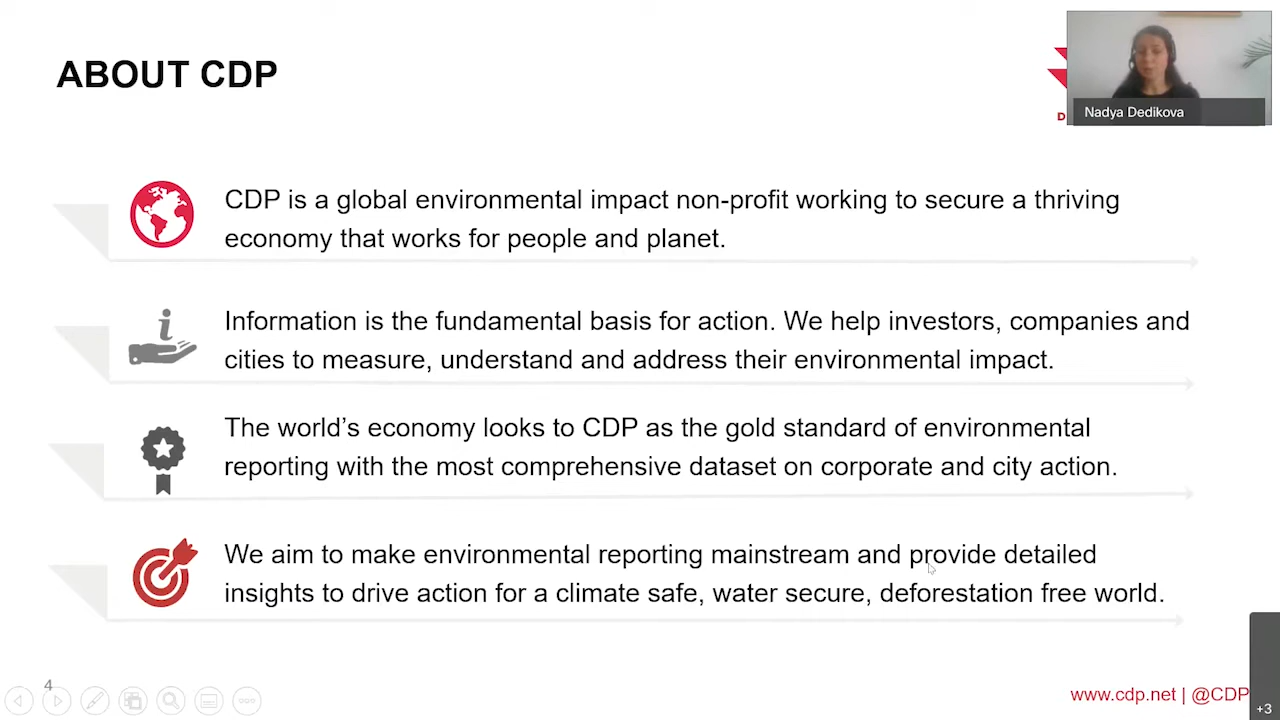 ABOUT CDP
D
Nadya Dedikova
CDP is a global environmental impact non-profit working to secure a thriving
economy that works for people and planet.
i
Information is the fundamental basis for action. We help investors, companies and
cities to measure, understand and address their environmental impact.
The world’s economy looks to CDP as the gold standard of environmental
reporting with the most comprehensive dataset on corporate and city action.
We aim to make environmental reporting mainstream and provide detailed
insights to drive action for a climate safe, water secure, deforestation free world.
4
www.cdp.net | @CDP
+3